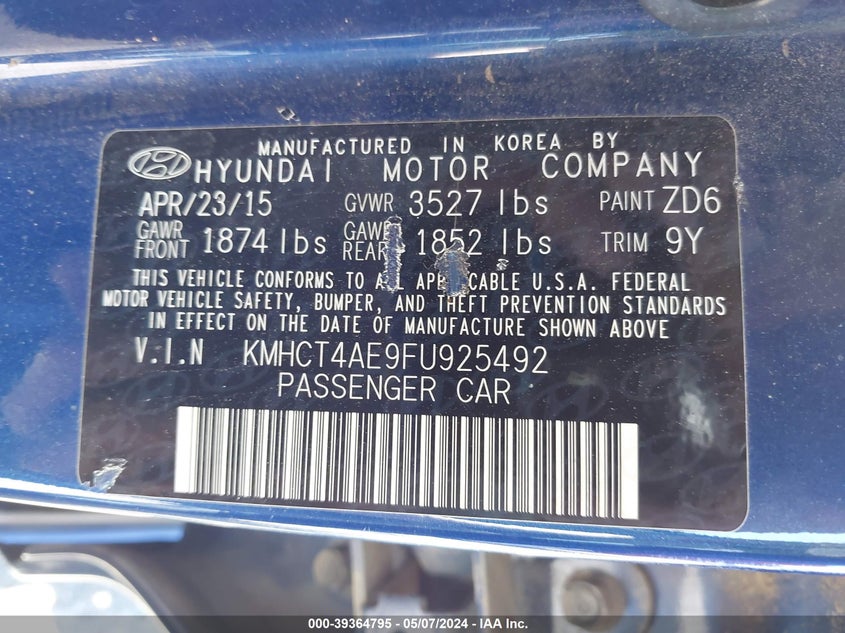 MANUFACTURED IN KOREA BY
HYUNDAI MOTOR COMPANY
APR/23/15 GVWR 3527 lbs PAINT ZD6
GAWR FRONT 1874 lbs GAWR REAR 1852 lbs TRIM 9Y
THIS VEHICLE CONFORMS TO ALL APPLICABLE U.S.A. FEDERAL
MOTOR VEHICLE SAFETY, BUMPER, AND THEFT PREVENTION STANDARDS
IN EFFECT ON THE DATE OF MANUFACTURE SHOWN ABOVE
V.I.N KMHCT4AE9FU925492
PASSENGER CAR
000-39364795 - 05/07/2024 - IAA Inc.